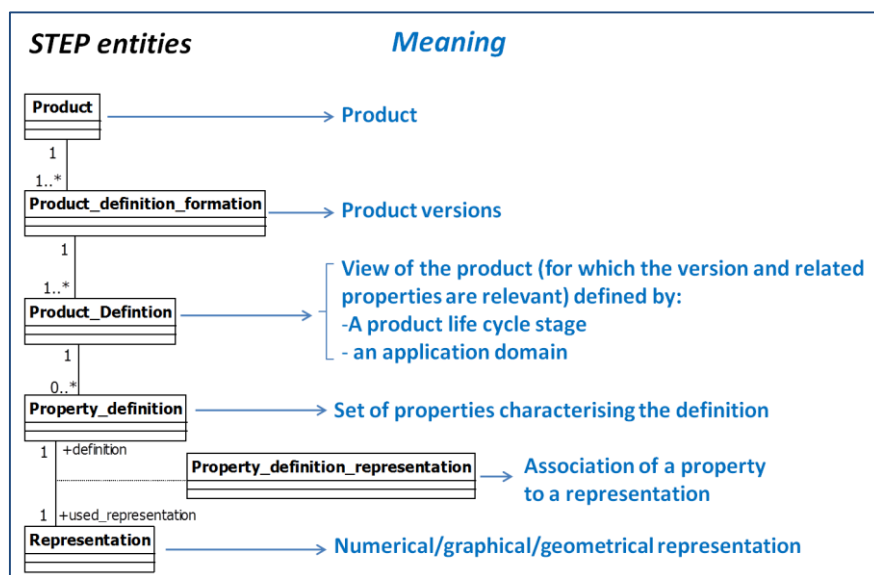 STEP entities
Meaning
Product
Product
1
1..*
Product_definition_formation
Product versions
1
1..*
Product_Defintion
View of the product (for which the version and related
properties are relevant) defined by:
-A product life cycle stage
- an application domain
1
0..*
Property_definition
Set of properties characterising the definition
1 +definition
Property_definition_representation
Association of a property
to a representation
1 +used_representation
Representation
Numerical/graphical/geometrical representation